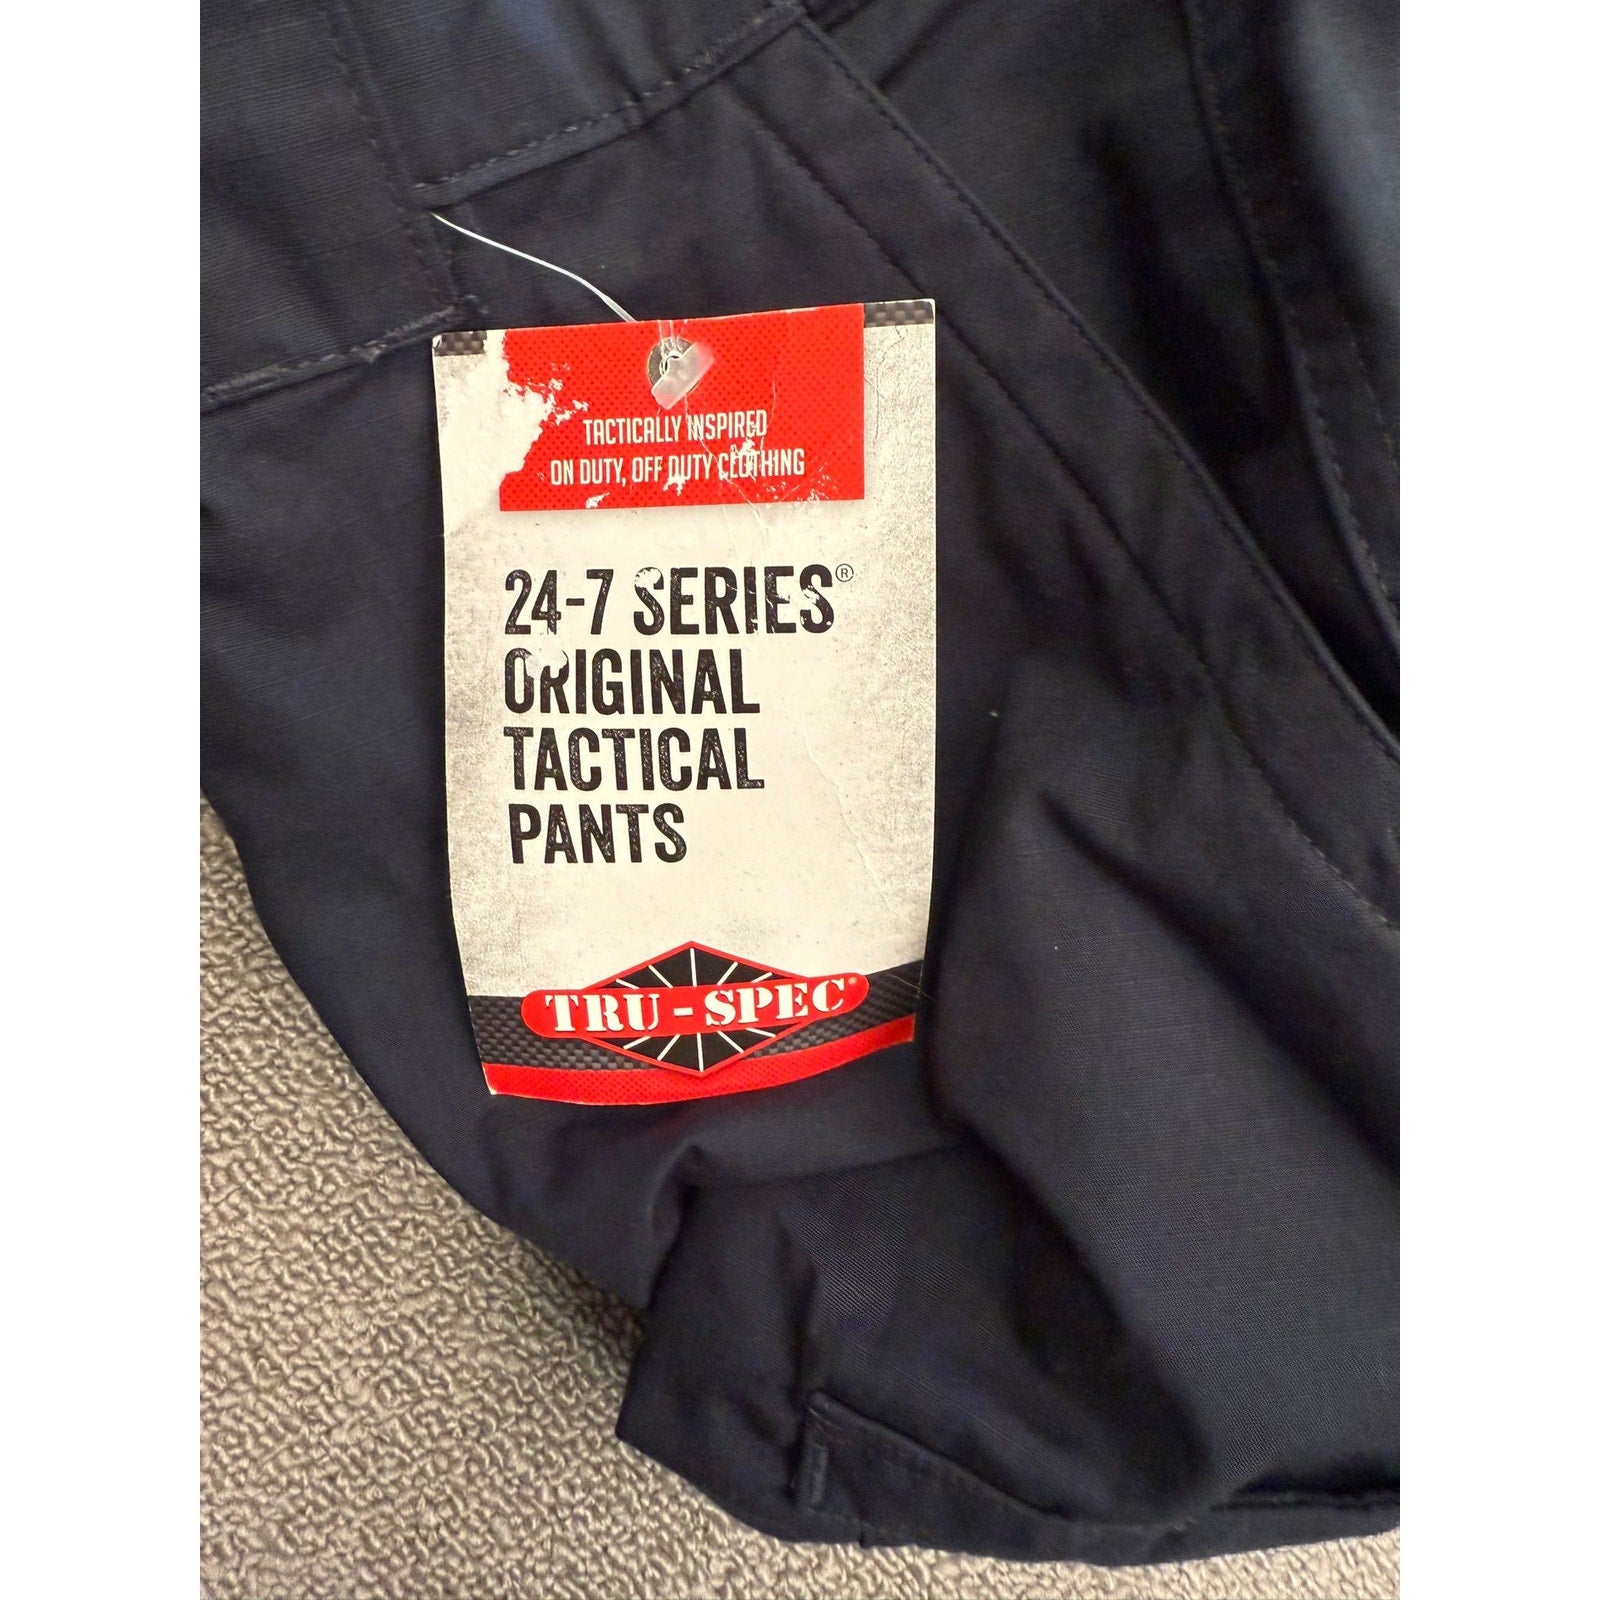 TACTICALLY INSPIRED
ON DUTY, OFF DUTY CLOTHING
24-7 SERIES®
ORIGINAL
TACTICAL
PANTS
TRU-SPEC®